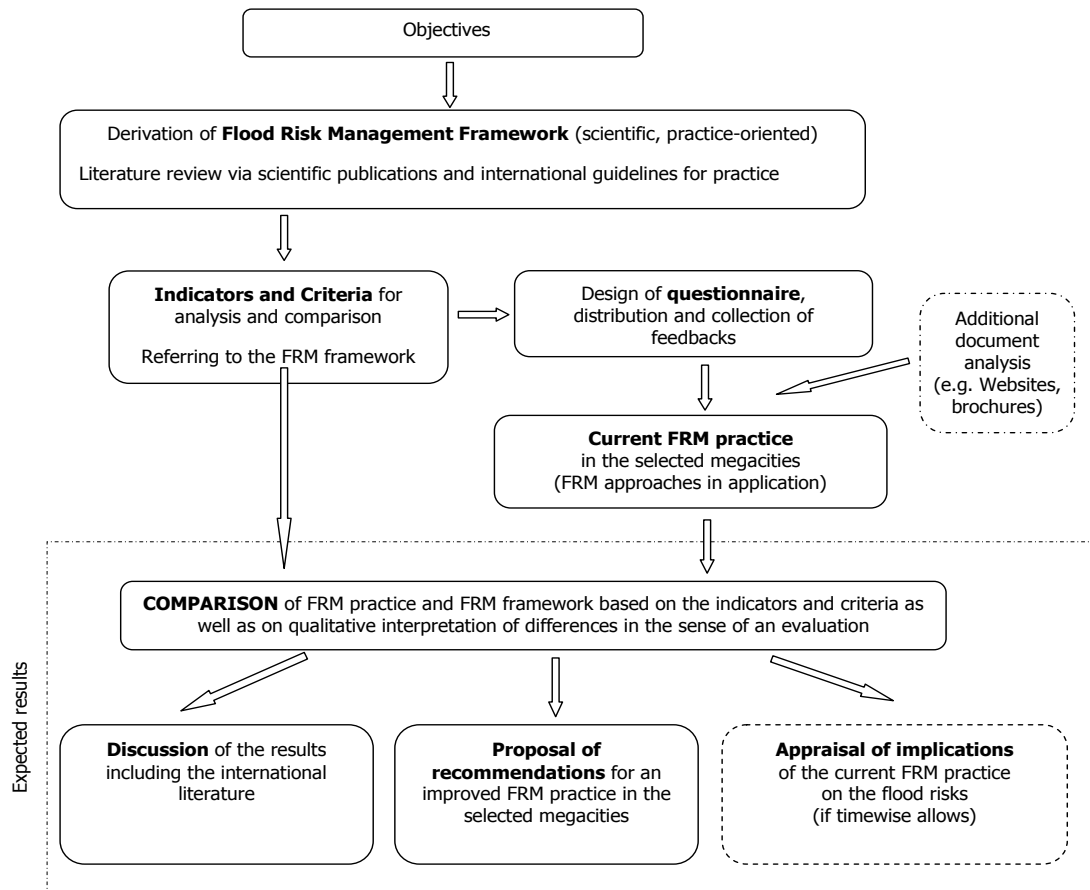 Objectives
Derivation of Flood Risk Management Framework (scientific, practice-oriented)
Literature review via scientific publications and international guidelines for practice
Indicators and Criteria for
analysis and comparison
Referring to the FRM framework
Design of questionnaire,
distribution and collection of
feedbacks
Additional
document
analysis
(e.g. Websites,
brochures)
Current FRM practice
in the selected megacities
(FRM approaches in application)
Expected results
COMPARISON of FRM practice and FRM framework based on the indicators and criteria as
well as on qualitative interpretation of differences in the sense of an evaluation
Discussion of the results
including the international
literature
Proposal of
recommendations for an
improved FRM practice in the
selected megacities
Appraisal of implications
of the current FRM practice
on the flood risks
(if timewise allows)